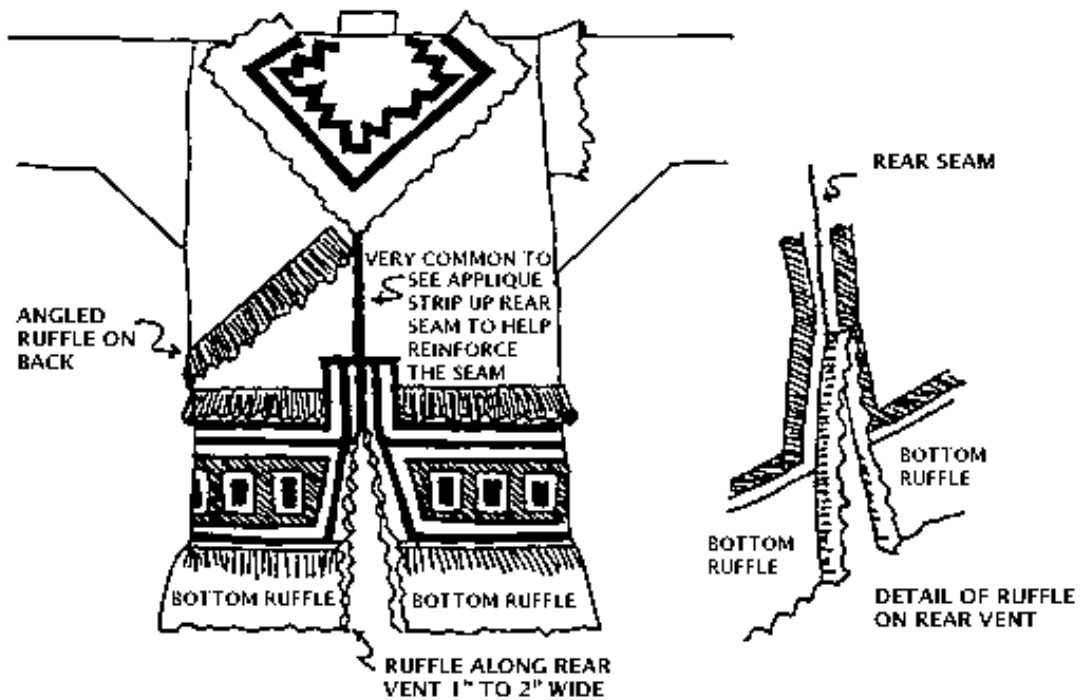 REAR SEAM
VERY COMMON TO
SEE APPLIQUE
STRIP UP REAR
SEAM TO HELP
REINFORCE
THE SEAM
ANGLED
RUFFLE ON
BACK
BOTTOM
RUFFLE
BOTTOM
RUFFLE
BOTTOM RUFFLE
BOTTOM RUFFLE
DETAIL OF RUFFLE
ON REAR VENT
RUFFLE ALONG REAR
VENT 1" TO 2" WIDE